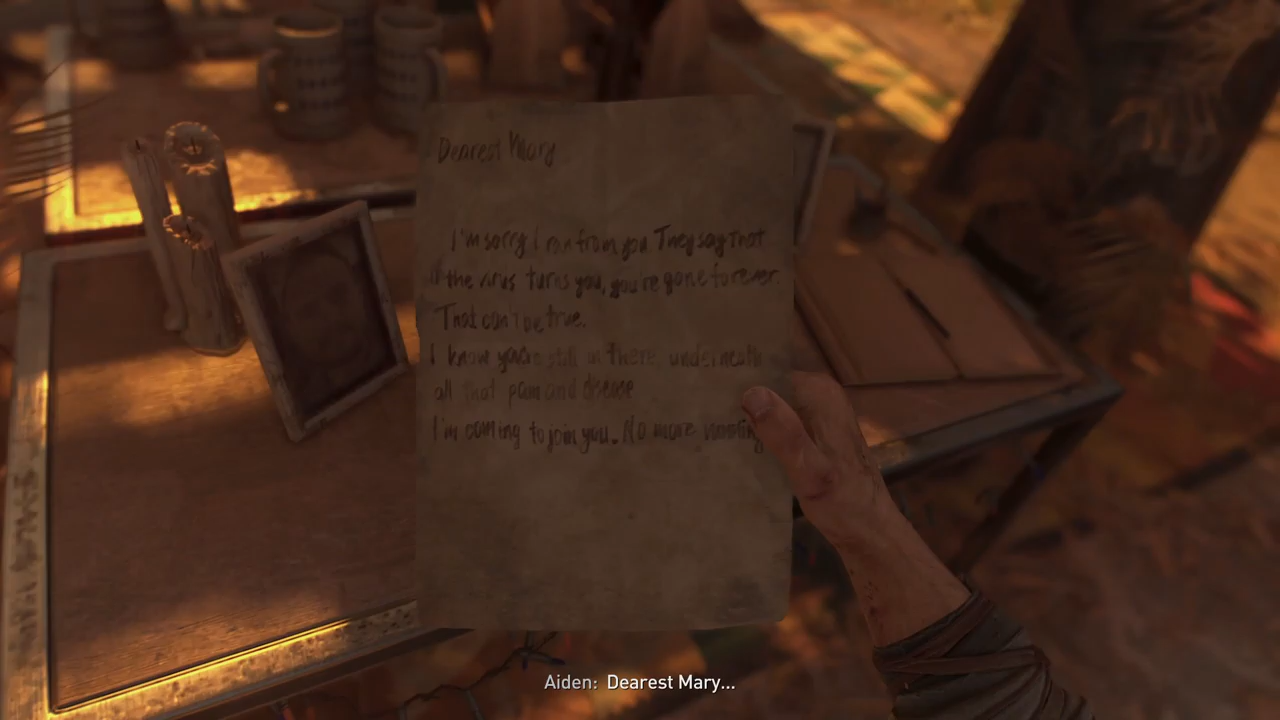 Dearest Mary
I'm sorry I ran from you They say that
the virus turns you, you're gone forever.
That can't be true.
I know you're still in there, underneath
all that pain and disease
I'm coming to join you. No more
Aiden: Dearest Mary...